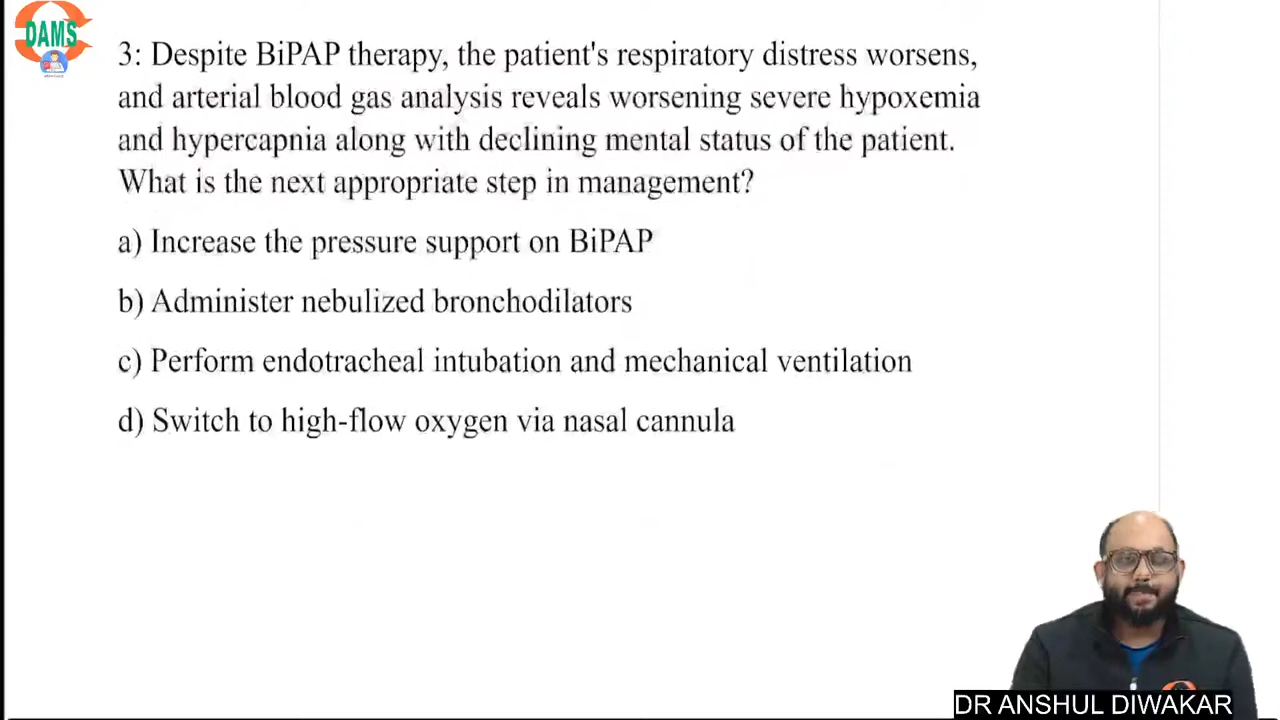 DAMS
3: Despite BiPAP therapy, the patient's respiratory distress worsens,
and arterial blood gas analysis reveals worsening severe hypoxemia
and hypercapnia along with declining mental status of the patient.
What is the next appropriate step in management?
a) Increase the pressure support on BiPAP
b) Administer nebulized bronchodilators
c) Perform endotracheal intubation and mechanical ventilation
d) Switch to high-flow oxygen via nasal cannula
DR ANSHUL DIWAKAR